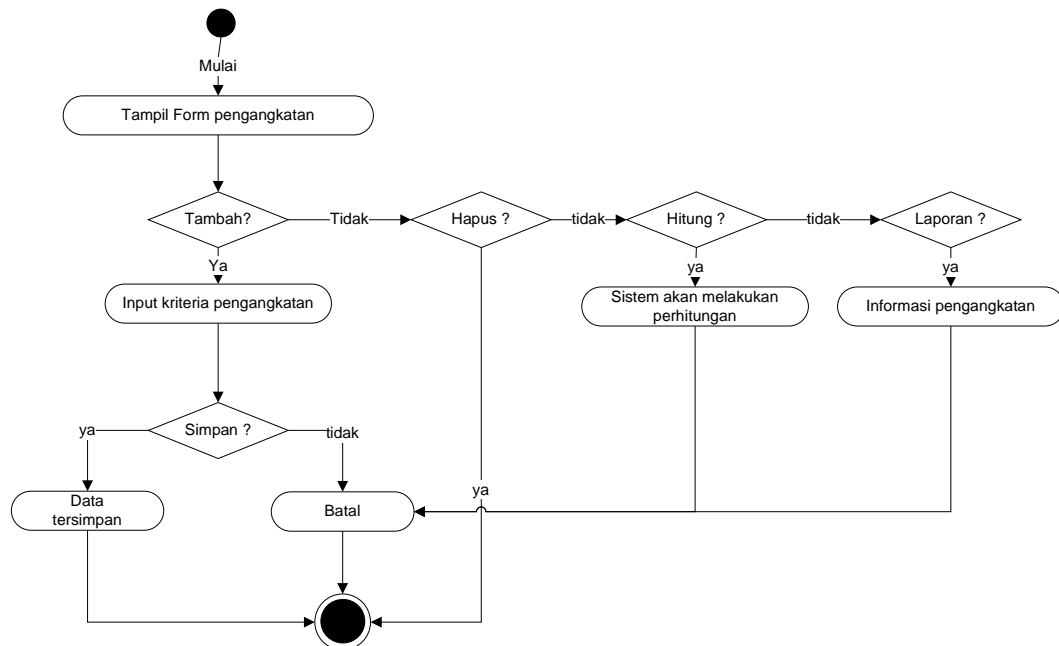 Mulai
Tampil Form pengangkatan
Tambah?
Tidak
Hapus ?
tidak
Hitung ?
tidak
Laporan ?
Ya
ya
ya
Input kriteria pengangkatan
Sistem akan melakukan
perhitungan
Informasi pengangkatan
ya
Simpan ?
tidak
ya
Data
tersimpan
Batal